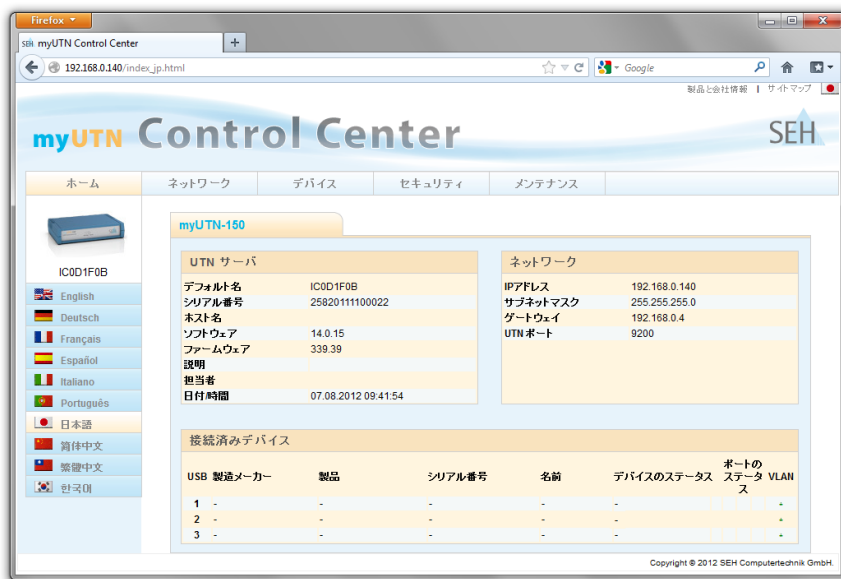 Firefox
SEH myUTN Control Center
192.168.0.140/index_jp.html
Google
製品と会社情報 | サイトマップ
myUTN Control Center
SEH
ホーム
ネットワーク
デバイス
セキュリティ
メンテナンス
IC0D1F0B
English
Deutsch
Français
Español
Italiano
Português
日本語
简体中文
繁體中文
한국어
myUTN-150
UTN サーバ
デフォルト名 IC0D1F0B
シリアル番号 25820111100022
ホスト名
ソフトウェア 14.0.15
ファームウェア 339.39
説明
担当者
日付/時間 07.08.2012 09:41:54
ネットワーク
IPアドレス 192.168.0.140
サブネットマスク 255.255.255.0
ゲートウェイ 192.168.0.4
UTN ポート 9200
接続済みデバイス
USB 製造メーカー 製品 シリアル番号 名前 デバイスのステータス ポートのステータス VLAN
1 - - - - - -
2 - - - - - -
3 - - - - - -
Copyright © 2012 SEH Computertechnik GmbH.